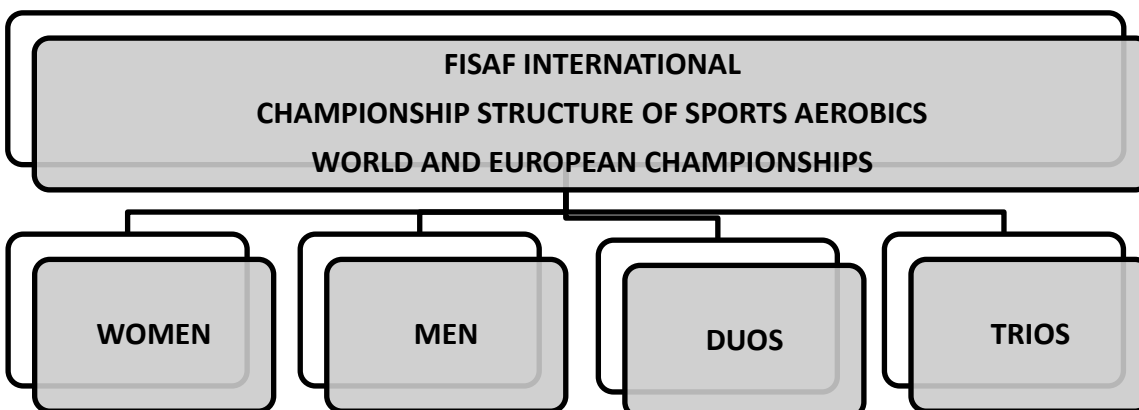 FISAF INTERNATIONAL
CHAMPIONSHIP STRUCTURE OF SPORTS AEROBICS
WORLD AND EUROPEAN CHAMPIONSHIPS
WOMEN
MEN
DUOS
TRIOS